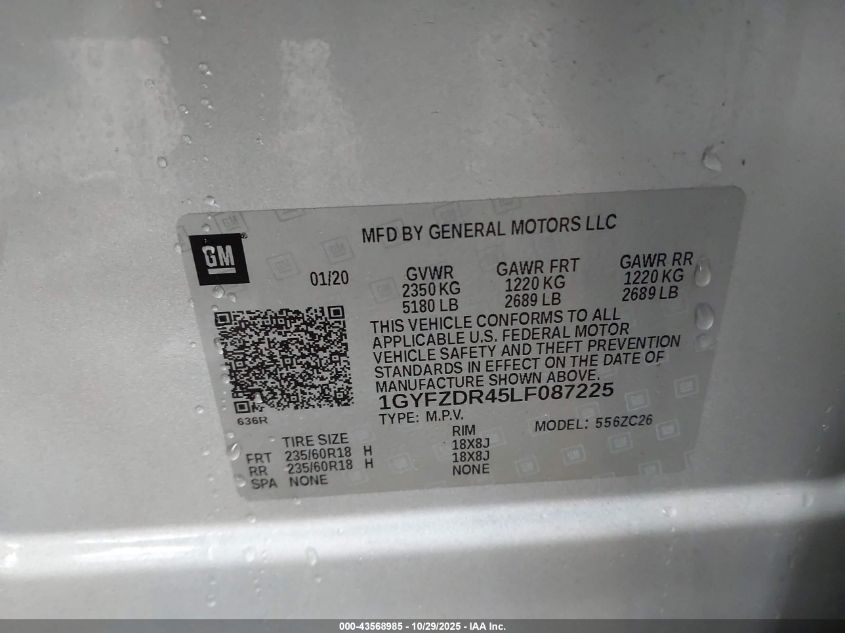 GM
MFD BY GENERAL MOTORS LLC
01/20
GVWR
2350 KG
5180 LB
GAWR FRT
1220 KG
2689 LB
GAWR RR
1220 KG
2689 LB
THIS VEHICLE CONFORMS TO ALL
APPLICABLE U.S. FEDERAL MOTOR
VEHICLE SAFETY AND THEFT PREVENTION
STANDARDS IN EFFECT ON THE DATE OF
MANUFACTURE SHOWN ABOVE.
1GYFZDR45LF087225
TYPE: M.P.V.
MODEL: 556ZC26
636R
TIRE SIZE RIM
FRT 235/60R18 H 18X8J
RR 235/60R18 H 18X8J
SPA NONE NONE
000-43568985 - 10/29/2025 - IAA Inc.